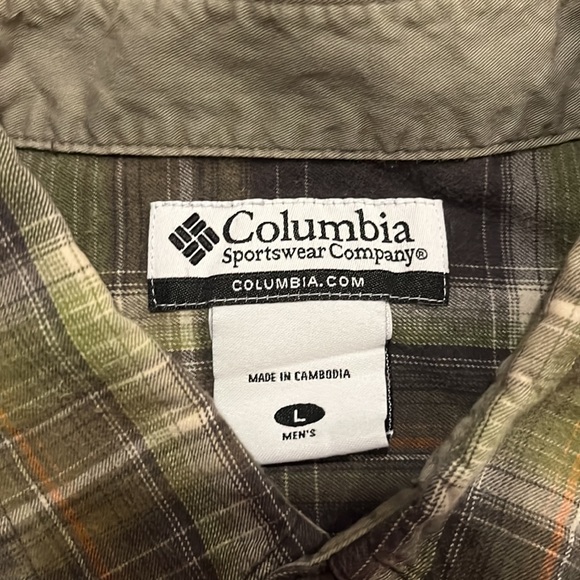 Columbia
Sportswear Company®
COLUMBIA.COM
MADE IN CAMBODIA
L
MEN'S